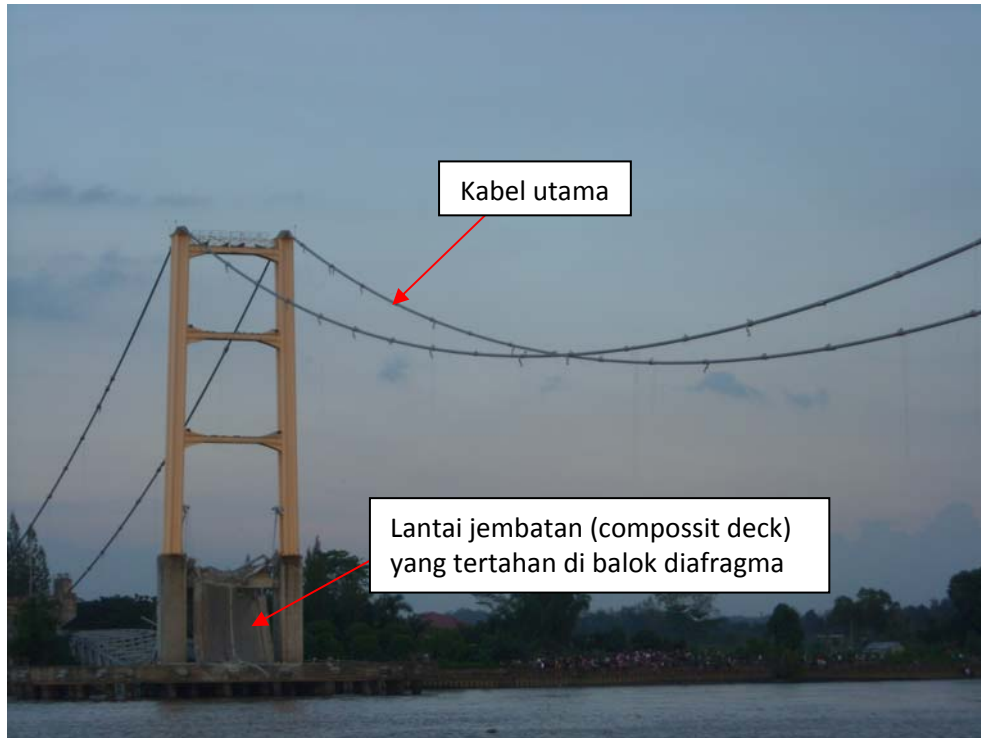 Kabel utama
Lantai jembatan (compossit deck)
yang tertahan di balok diafragma